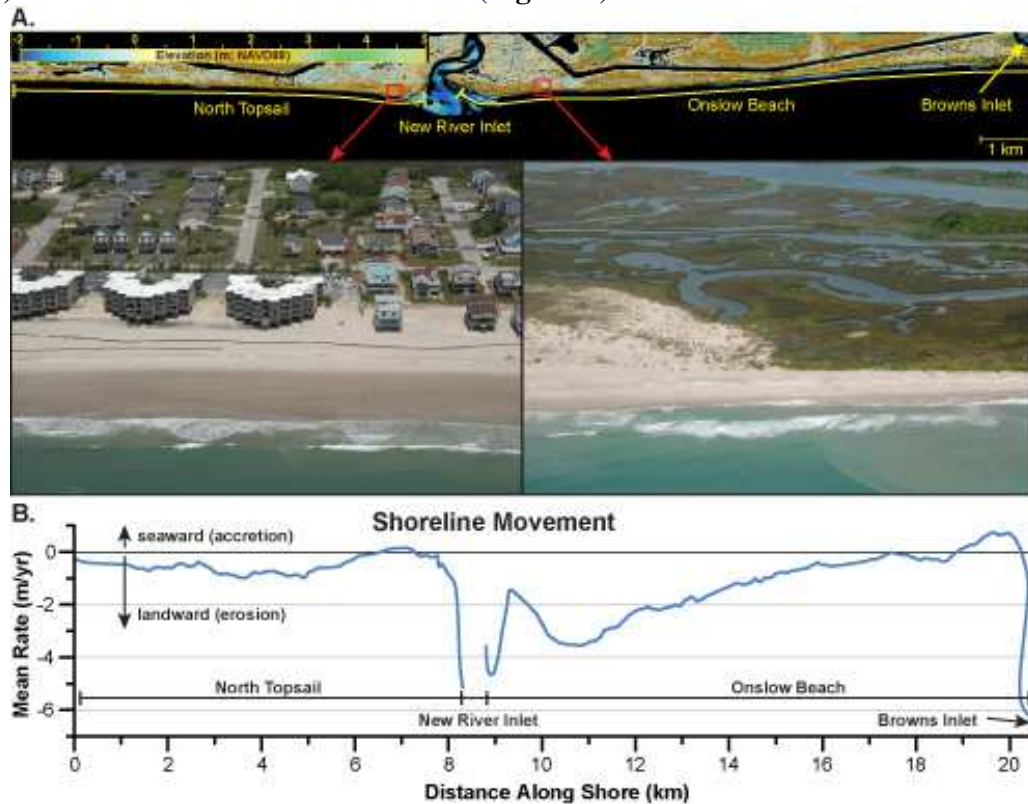 A.
-2 -1 0 1 2 3 4 5
Elevation (m: NAVD88)
North Topsail
New River Inlet
Onslow Beach
Browns Inlet
1 km
B.
Shoreline Movement
seaward (accretion)
landward (erosion)
Mean Rate (m/yr)
0
-2
-4
-6
North Topsail
New River Inlet
Onslow Beach
Browns Inlet
0 2 4 6 8 10 12 14 16 18 20
Distance Along Shore (km)